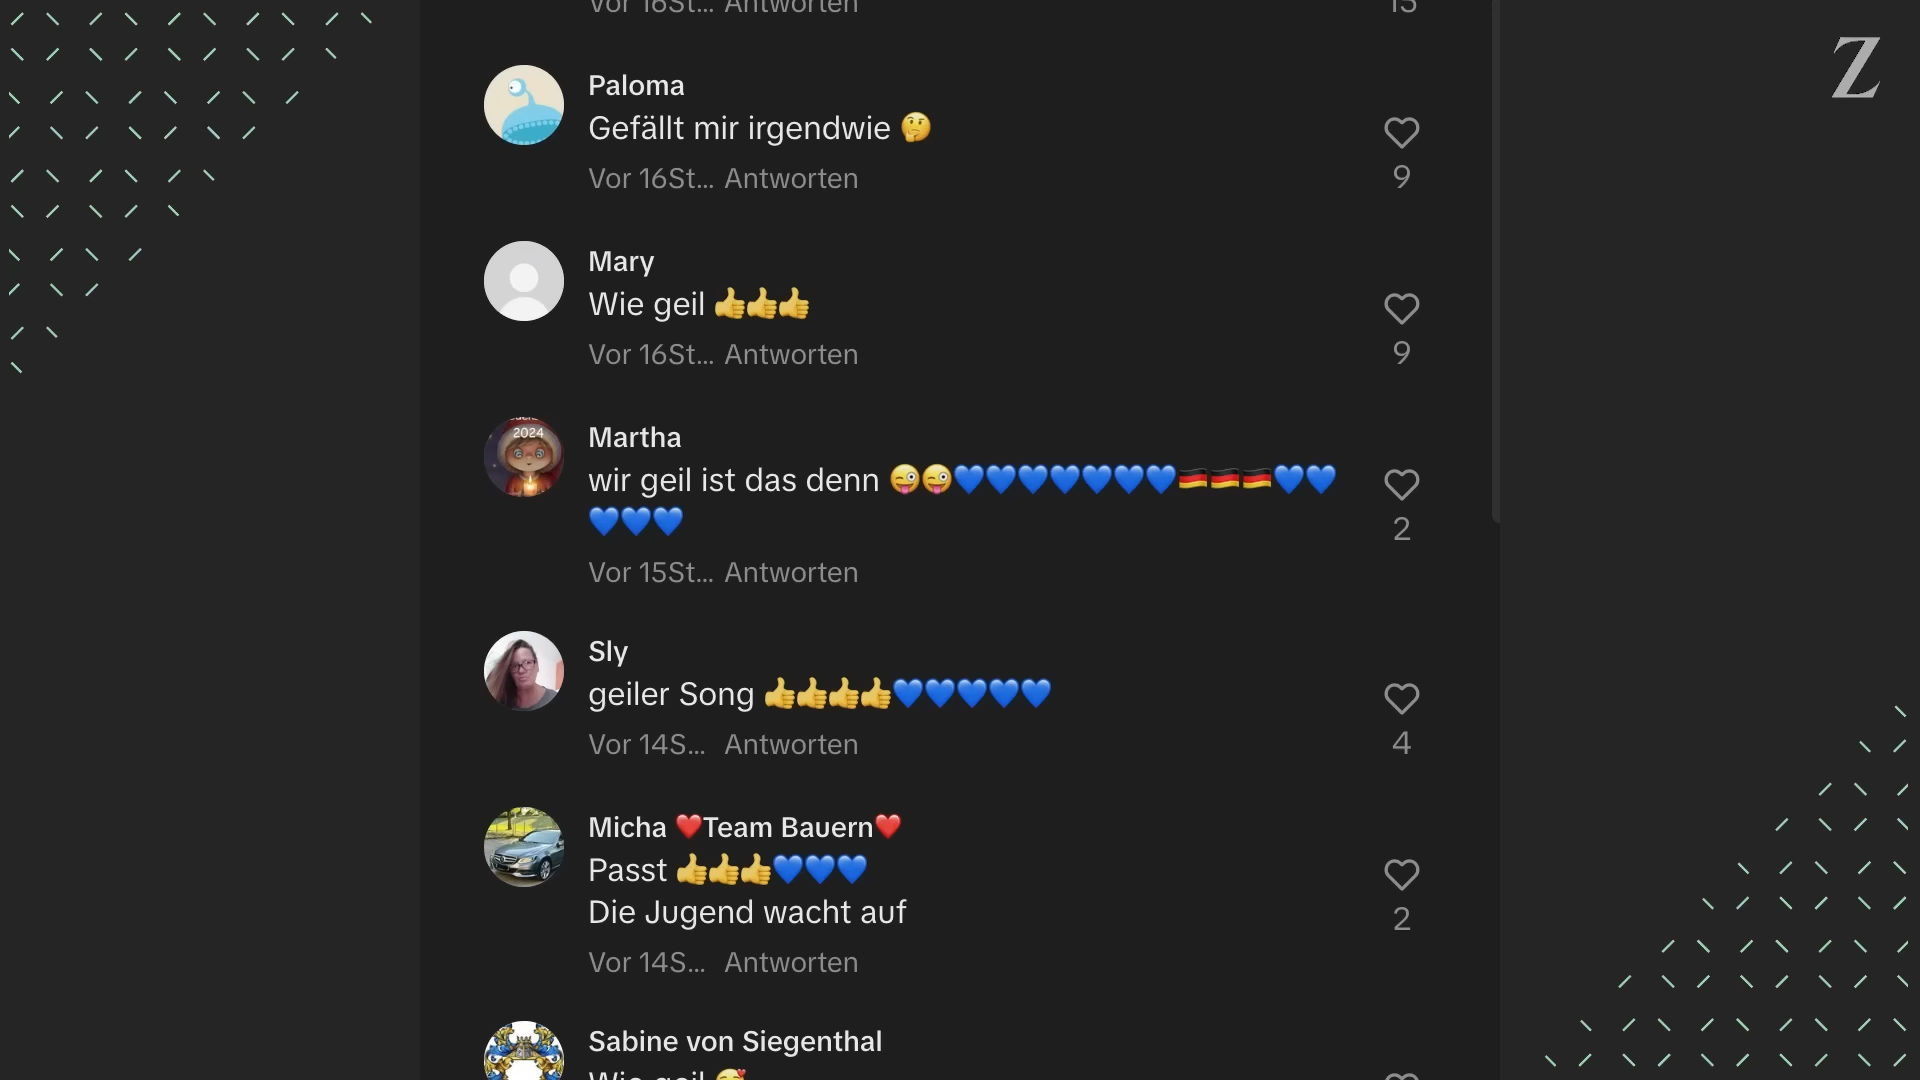 Vor 16St... Antworten
15
Paloma
Gefällt mir irgendwie 🤔
Vor 16St... Antworten
9
Mary
Wie geil 👍👍👍
Vor 16St... Antworten
9
2024
Martha
wir geil ist das denn 😜😜💙💙💙💙💙💙💙🇩🇪🇩🇪🇩🇪💙💙
💙💙💙
Vor 15St... Antworten
2
Sly
geiler Song 👍👍👍👍💙💙💙💙💙
Vor 14S... Antworten
4
Micha ❤️Team Bauern❤️
Passt 👍👍👍💙💙💙
Die Jugend wacht auf
Vor 14S... Antworten
2
Sabine von Siegenthal
Wie geil 🥰
Z